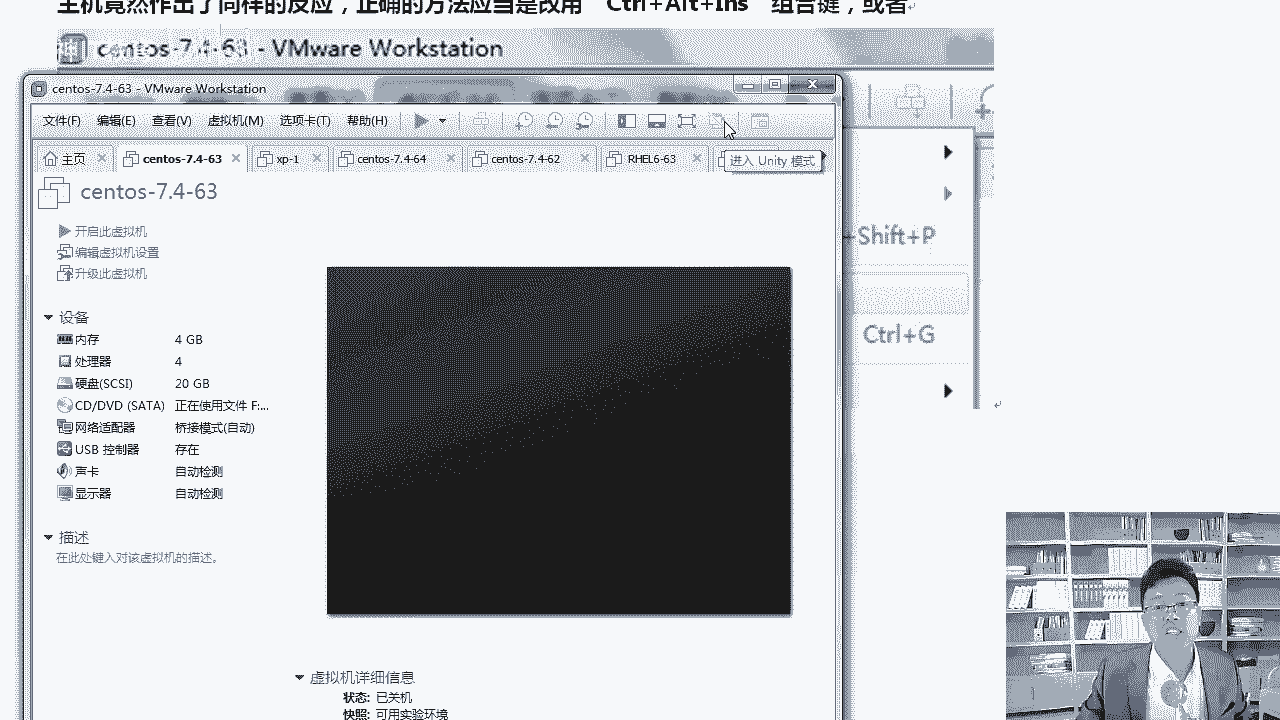 主机竟然作出了同样的反应，正确的方法应当是改用“Ctrl+Alt+Ins”组合键，或者
centos-7.4-63 - VMware Workstation
centos-7.4-63 - VMware Workstation
文件(F) 编辑(E) 查看(V) 虚拟机(M) 选项卡(T) 帮助(H)
主页 centos-7.4-63 xp-1 centos-7.4-64 centos-7.4-62 RHEL6-63
进入 Unity 模式
centos-7.4-63
+Shift+P
开启此虚拟机
编辑虚拟机设置
升级此虚拟机
Ctrl+G
设备
内存 4 GB
处理器 4
硬盘(SCSI) 20 GB
CD/DVD (SATA) 正在使用文件 F:...
网络适配器 桥接模式(自动)
USB 控制器 存在
声卡 自动检测
显示器 自动检测
描述
在此处键入对该虚拟机的描述。
虚拟机详细信息
状态: 已关机
快照: 可用实验环境